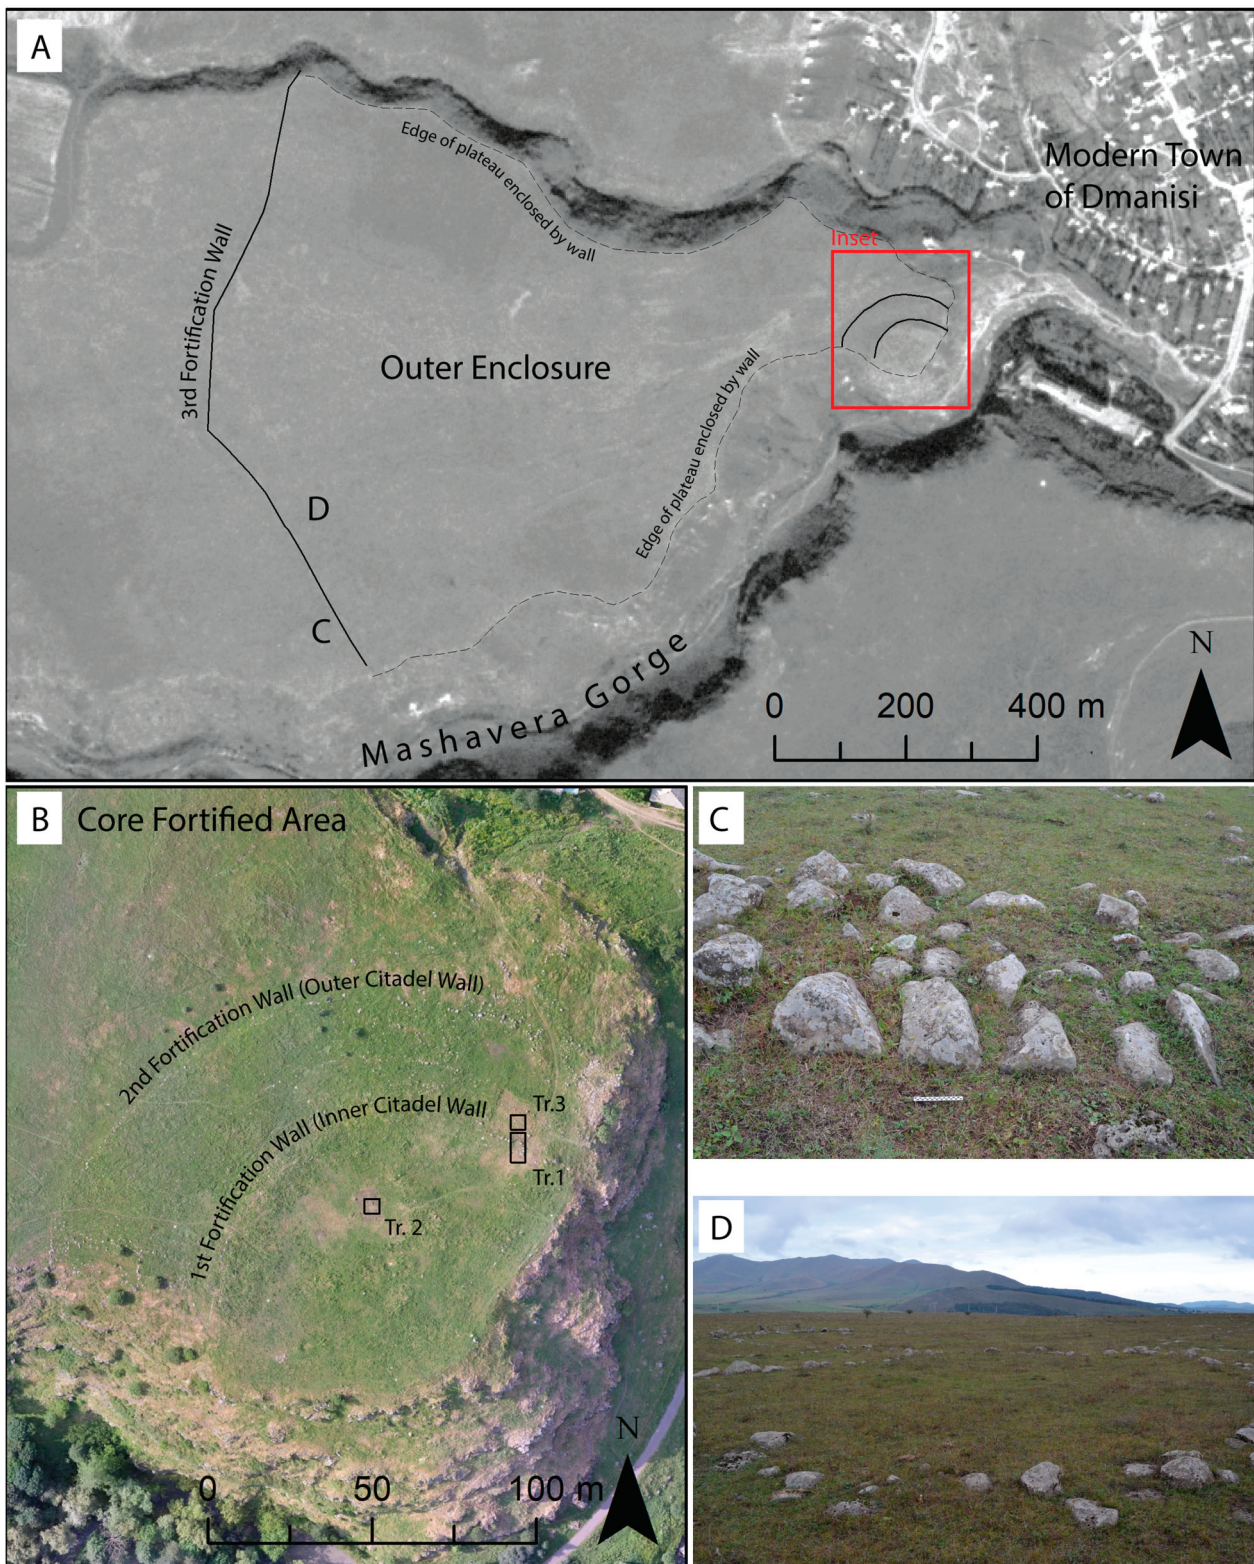 A
Edge of plateau enclosed by wall
Modern Town
of Dmanisi
Inset
3rd Fortification Wall
Outer Enclosure
Edge of plateau enclosed by wall
D
C
Mashavera Gorge
N
0 200 400 m
B Core Fortified Area
2nd Fortification Wall (Outer Citadel Wall)
1st Fortification Wall (Inner Citadel Wall
Tr.3
Tr.1
Tr. 2
N
0 50 100 m
C
D